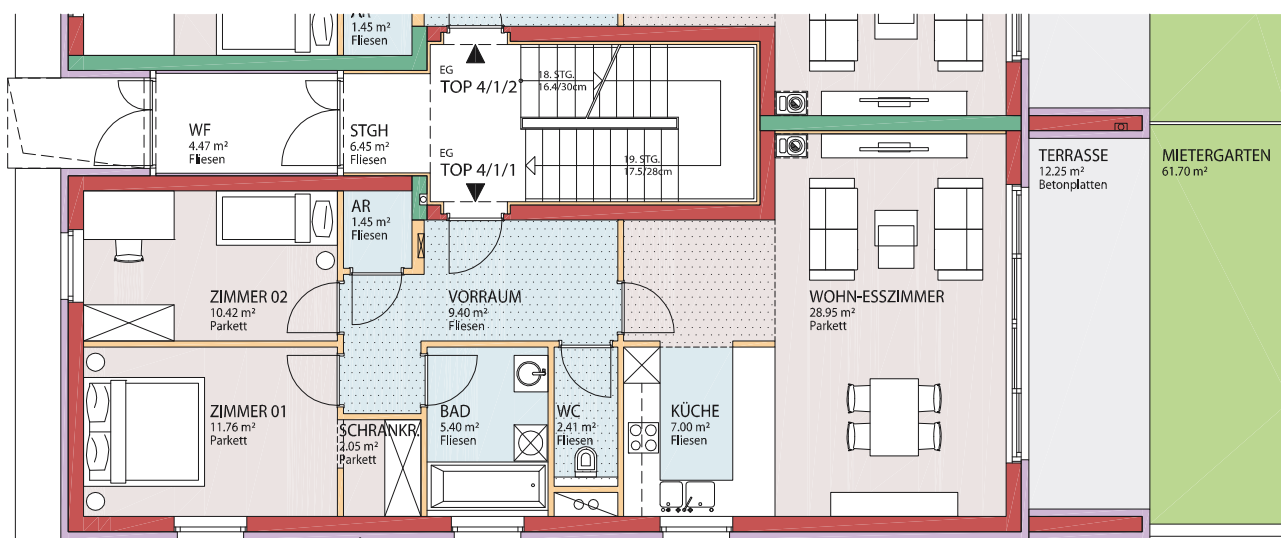 AR
1.45 m²
Fliesen
EG
TOP 4/1/2
18. STG.
16.4/30cm
WF
4.47 m²
Fliesen
STGH
6.45 m²
Fliesen
EG
TOP 4/1/1
19. STG.
17.5/28cm
TERRASSE
12.25 m²
Betonplatten
MIETERGARTEN
61.70 m²
AR
1.45 m²
Fliesen
ZIMMER 02
10.42 m²
Parkett
VORRAUM
9.40 m²
Fliesen
WOHN-ESSZIMMER
28.95 m²
Parkett
ZIMMER 01
11.76 m²
Parkett
SCHRANKR.
2.05 m²
Parkett
BAD
5.40 m²
Fliesen
WC
2.41 m²
Fliesen
KÜCHE
7.00 m²
Fliesen